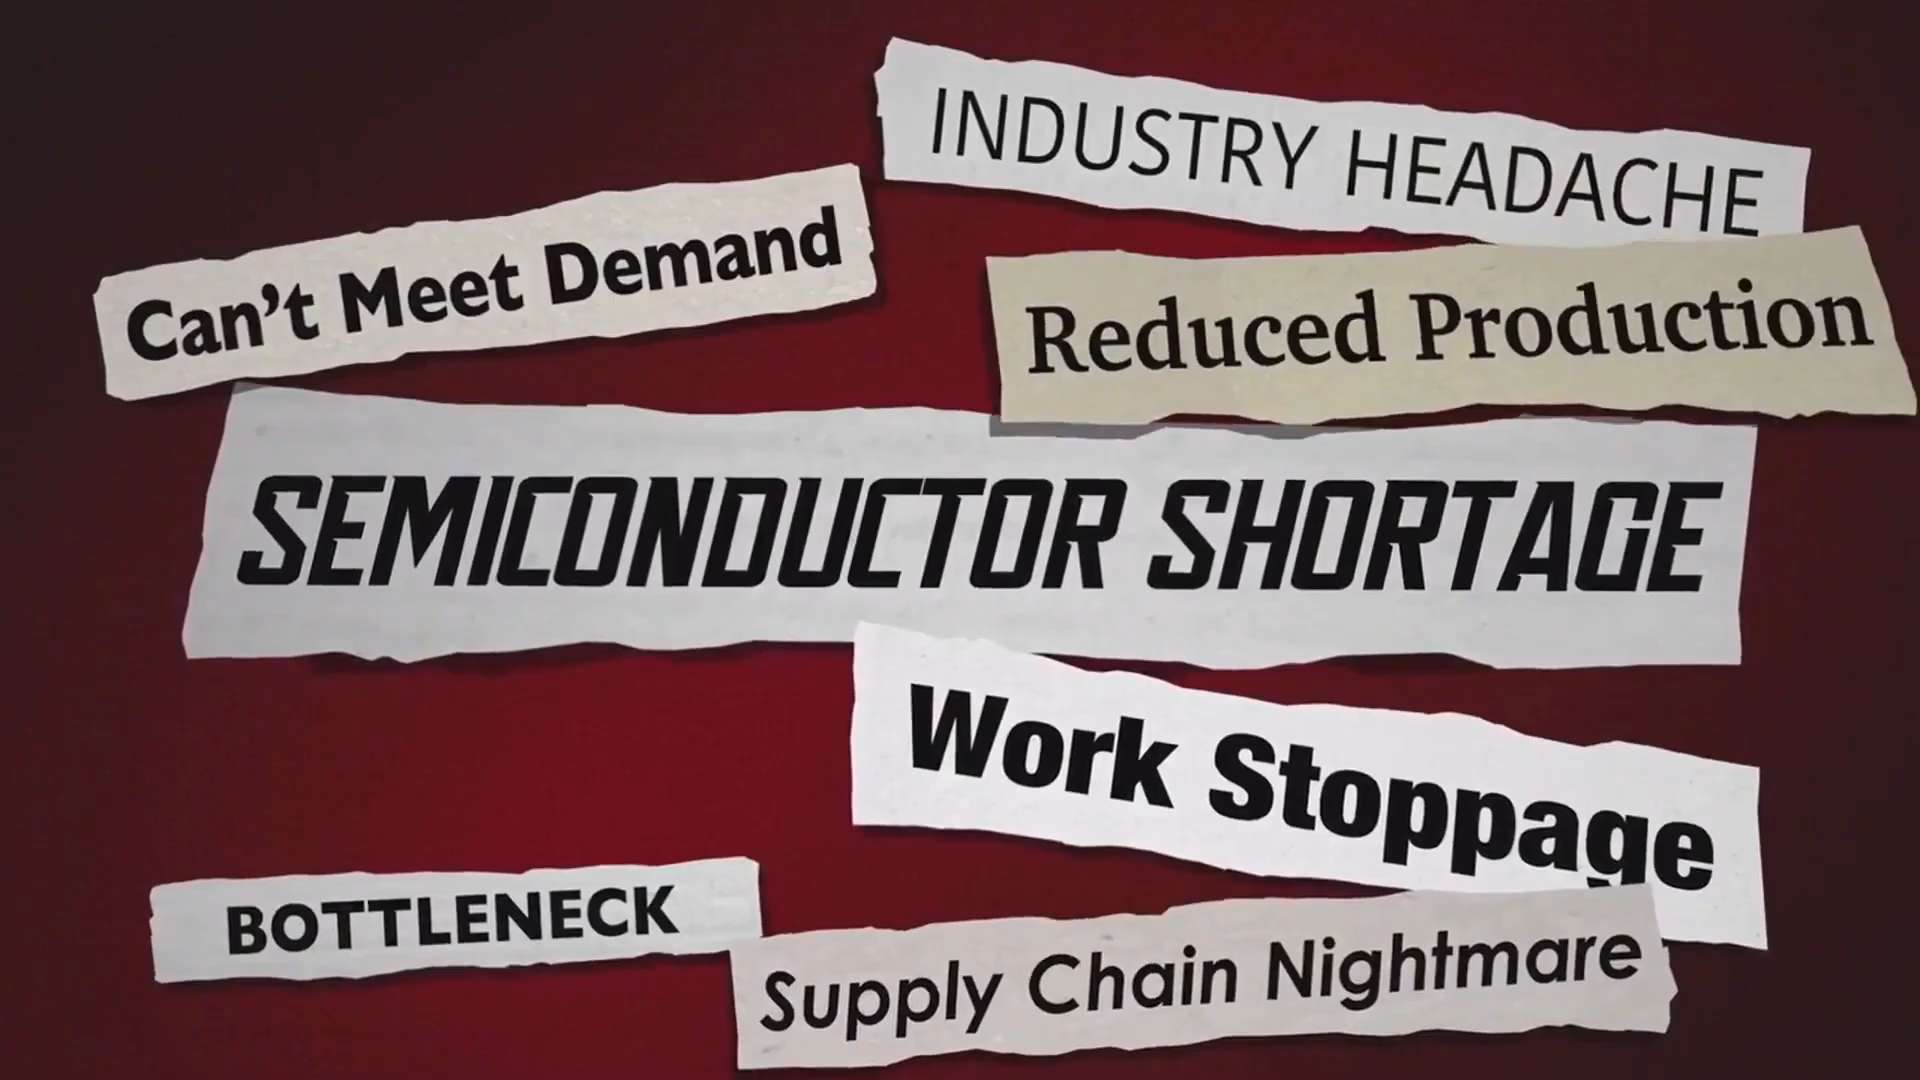 INDUSTRY HEADACHE
Can't Meet Demand
Reduced Production
SEMICONDUCTOR SHORTAGE
Work Stoppage
BOTTLENECK
Supply Chain Nightmare